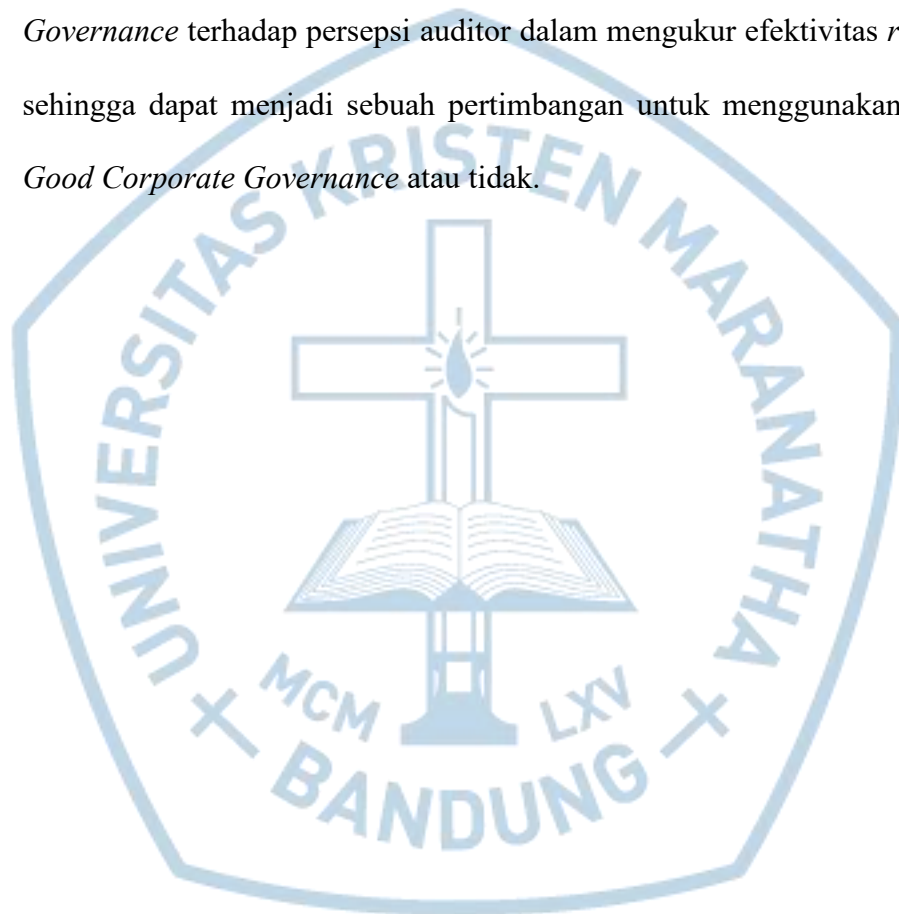 Governance terhadap persepsi auditor dalam mengukur efektivitas
sehingga dapat menjadi sebuah pertimbangan untuk menggunakan
Good Corporate Governance atau tidak.
UNIVERSITAS KRISTEN MARANATHA
MCM LXV
BANDUNG